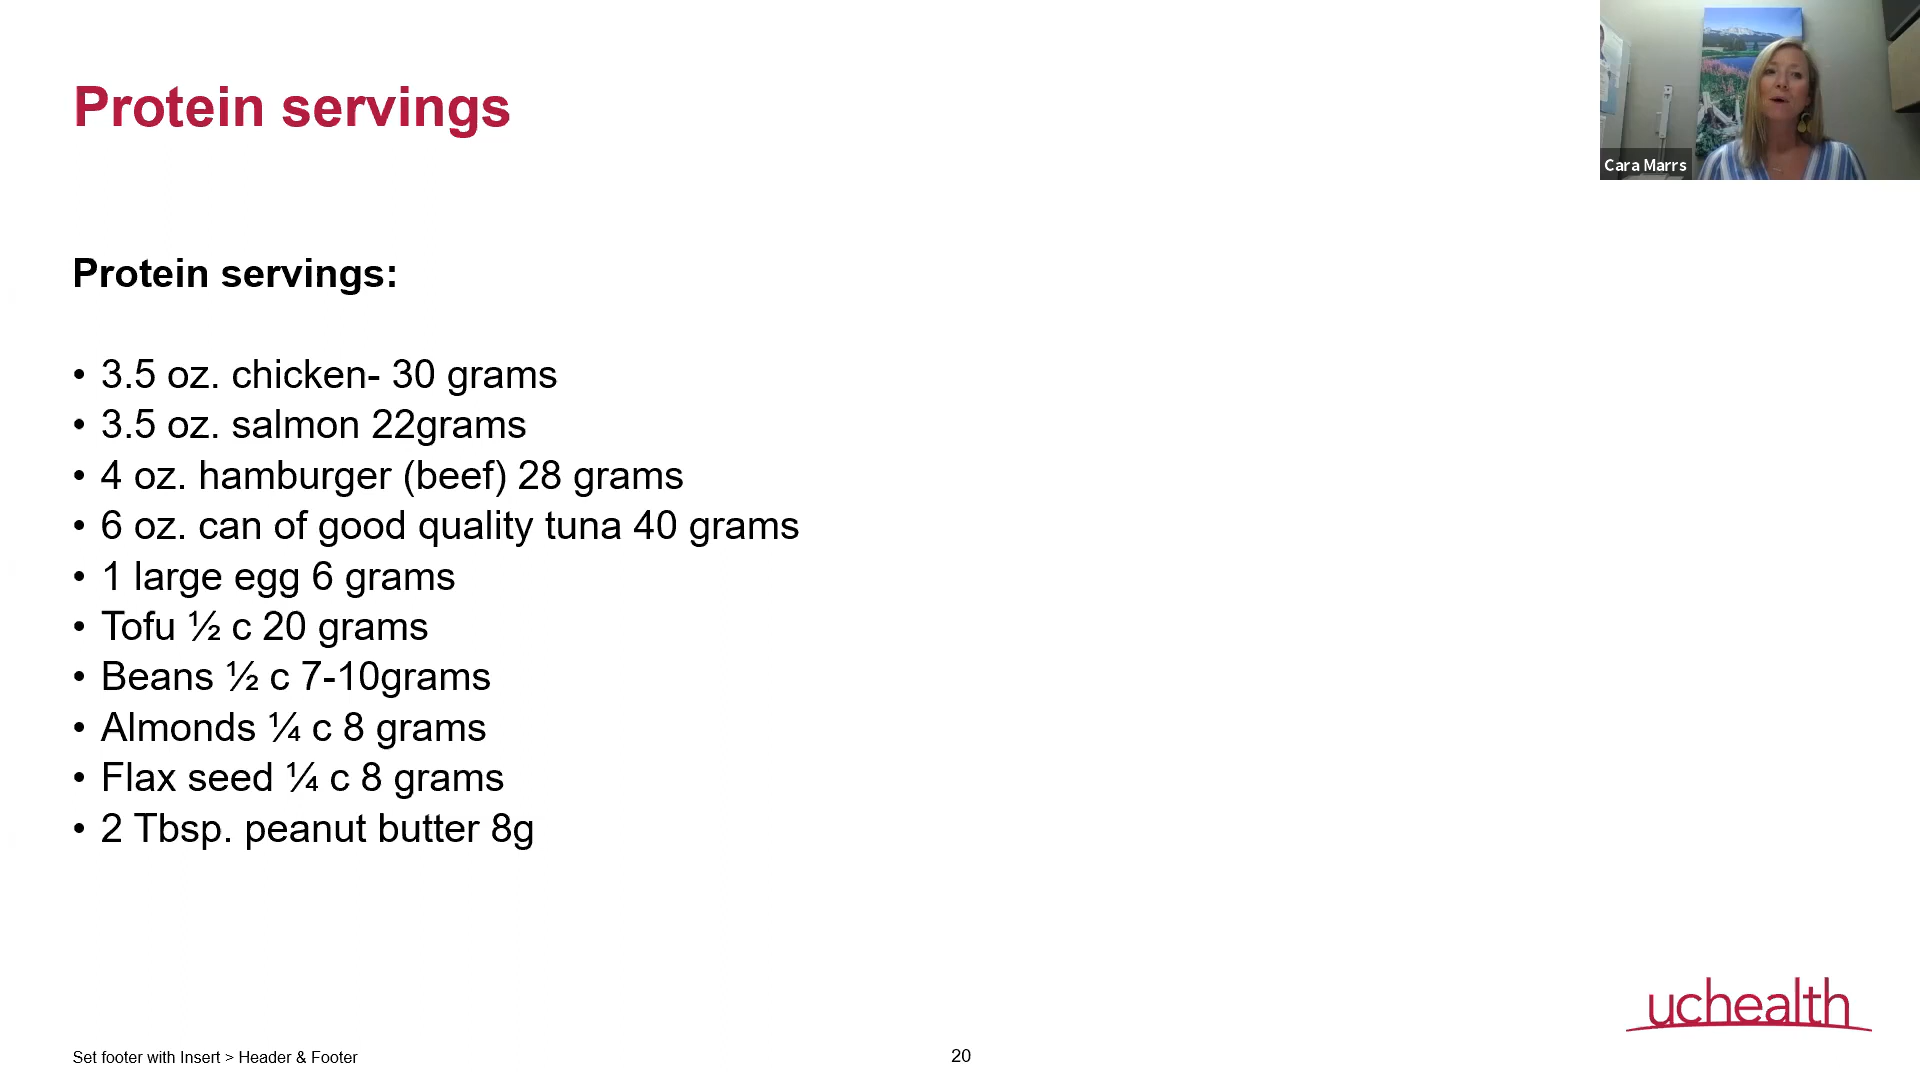 Protein servings
Cara Marrs
Protein servings:
• 3.5 oz. chicken- 30 grams
• 3.5 oz. salmon 22grams
• 4 oz. hamburger (beef) 28 grams
• 6 oz. can of good quality tuna 40 grams
• 1 large egg 6 grams
• Tofu ½ c 20 grams
• Beans ½ c 7-10grams
• Almonds ¼ c 8 grams
• Flax seed ¼ c 8 grams
• 2 Tbsp. peanut butter 8g
uchealth
Set footer with Insert > Header & Footer
20